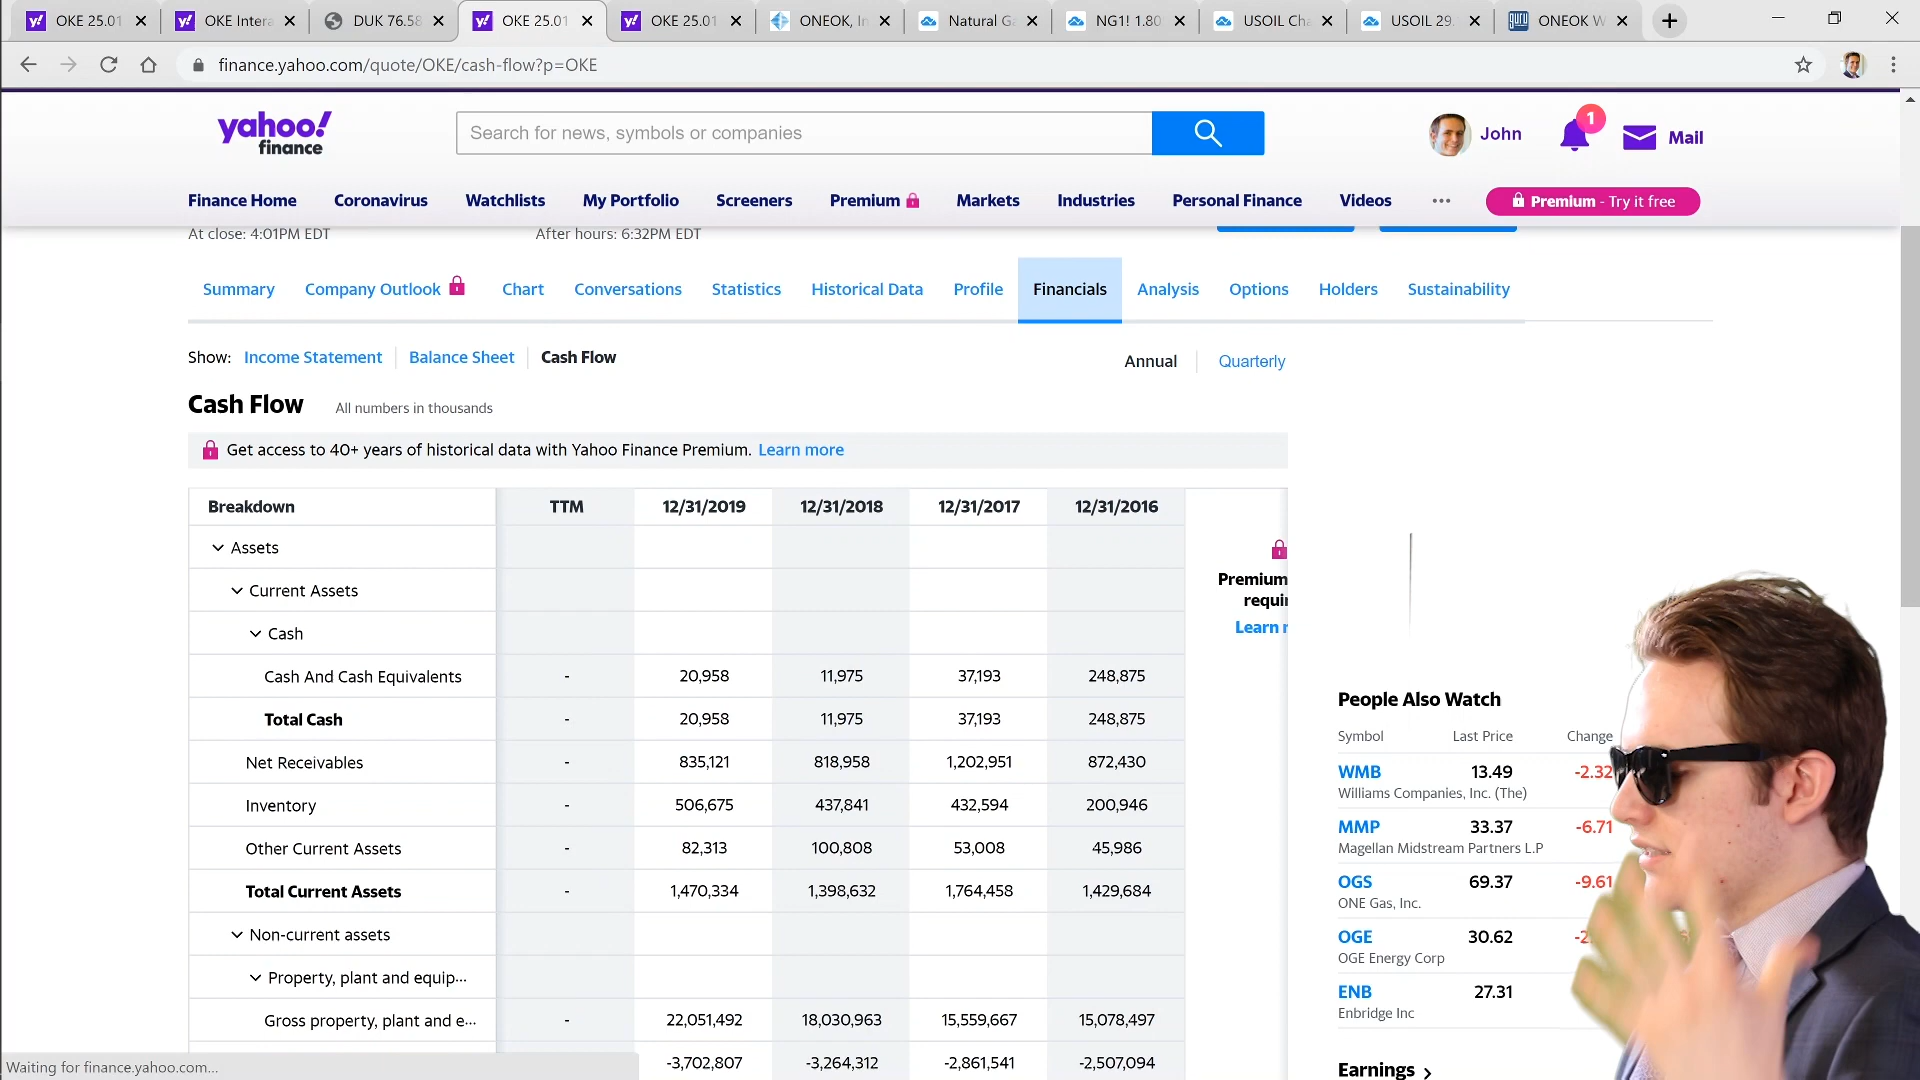 OKE 25.01
OKE Inter
DUK 76.58
OKE 25.01
OKE 25.01
ONEOK, In
Natural G
NG1! 1.80
USOIL Cha
USOIL 29.
ONEOK W
finance.yahoo.com/quote/OKE/cash-flow?p=OKE
yahoo!
finance
Search for news, symbols or companies
John
1
Mail
Finance Home
Coronavirus
Watchlists
My Portfolio
Screeners
Premium
Markets
Industries
Personal Finance
Videos
...
Premium - Try it free
At close: 4:01PM EDT
After hours: 6:32PM EDT
Summary
Company Outlook
Chart
Conversations
Statistics
Historical Data
Profile
Financials
Analysis
Options
Holders
Sustainability
Show: Income Statement
Balance Sheet
Cash Flow
Annual
Quarterly
Cash Flow
All numbers in thousands
Get access to 40+ years of historical data with Yahoo Finance Premium. Learn more
Breakdown TTM 12/31/2019 12/31/2018 12/31/2017 12/31/2016
Assets
Current Assets
Cash
Cash And Cash Equivalents - 20,958 11,975 37,193 248,875
Total Cash - 20,958 11,975 37,193 248,875
Net Receivables - 835,121 818,958 1,202,951 872,430
Inventory - 506,675 437,841 432,594 200,946
Other Current Assets - 82,313 100,808 53,008 45,986
Total Current Assets - 1,470,334 1,398,632 1,764,458 1,429,684
Non-current assets
Property, plant and equip...
Gross property, plant and e... - 22,051,492 18,030,963 15,559,667 15,078,497
-3,702,807 -3,264,312 -2,861,541 -2,507,094
Premium
requir
Learn
People Also Watch
Symbol Last Price Change
WMB 13.49 -2.32
Williams Companies, Inc. (The)
MMP 33.37 -6.71
Magellan Midstream Partners L.P
OGS 69.37 -9.61
ONE Gas, Inc.
OGE 30.62 -2.
OGE Energy Corp
ENB 27.31
Enbridge Inc
Earnings >
Waiting for finance.yahoo.com...